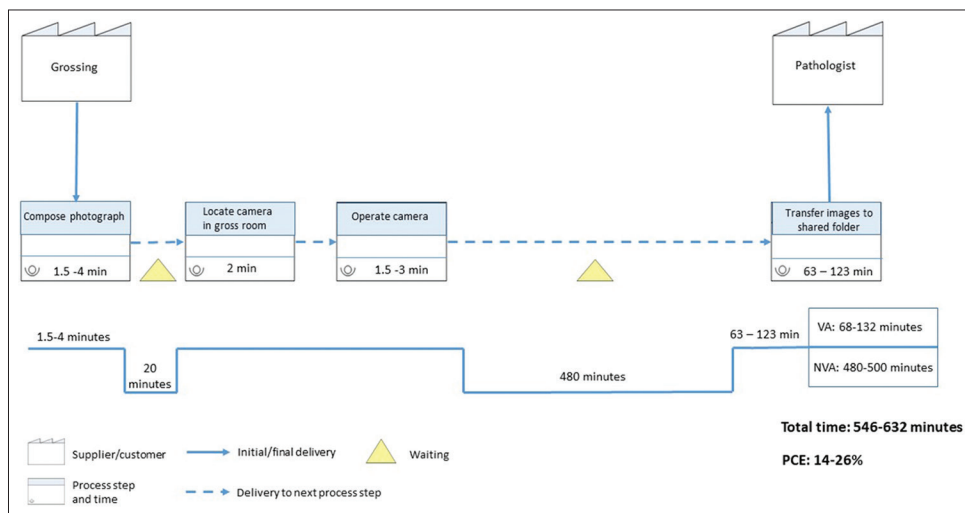 Grossing
Pathologist
Compose photograph
Locate camera
in gross room
Operate camera
Transfer images to
shared folder
1.5 -4 min
2 min
1.5 -3 min
63 – 123 min
1.5-4 minutes
20
minutes
480 minutes
63 – 123 min
VA: 68-132 minutes
NVA: 480-500 minutes
Total time: 546-632 minutes
PCE: 14-26%
Supplier/customer
Initial/final delivery
Waiting
Process step
and time
Delivery to next process step